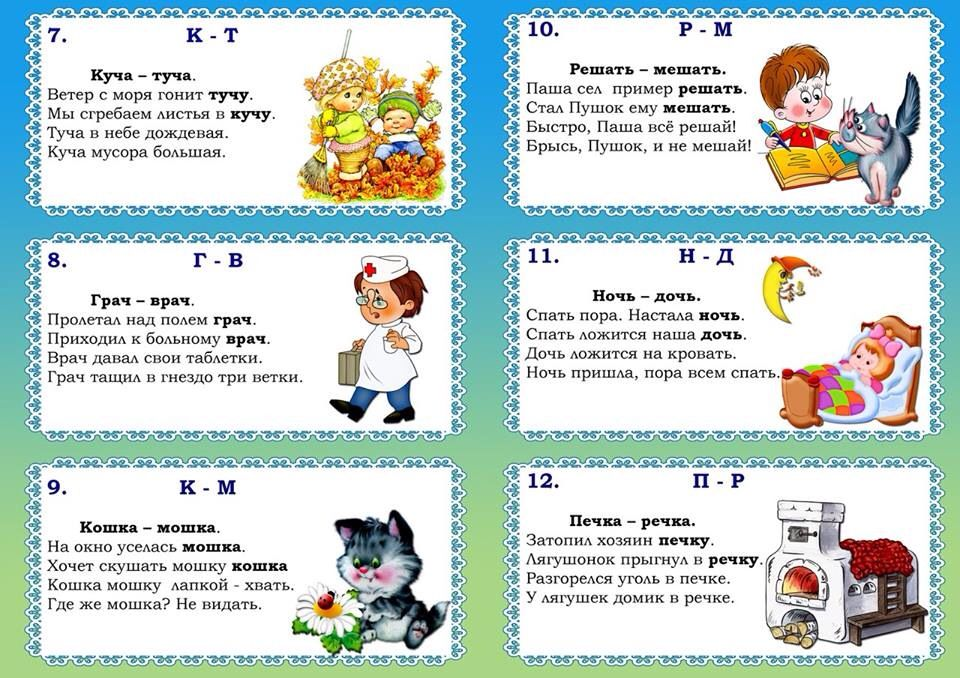 7. К - Т
Куча – туча.
Ветер с моря гонит тучу.
Мы сгребаем листья в кучу.
Туча в небе дождевая.
Куча мусора большая.
8. Г - В
Грач – врач.
Пролетал над полем грач.
Приходил к больному врач.
Врач давал свои таблетки.
Грач тащил в гнездо три ветки.
9. К - М
Кошка – мошка.
На окно уселась мошка.
Хочет скушать мошку кошка
Кошка мошку лапкой - хвать.
Где же мошка? Не видать.
10. Р - М
Решать – мешать.
Паша сел пример решать.
Стал Пушок ему мешать.
Быстро, Паша всё решай!
Брысь, Пушок, и не мешай!
11. Н - Д
Ночь – дочь.
Спать пора. Настала ночь.
Спать ложится наша дочь.
Дочь ложится на кровать.
Ночь пришла, пора всем спать.
12. П - Р
Печка – речка.
Затопил хозяин печку.
Лягушонок прыгнул в речку.
Разгорелся уголь в печке.
У лягушек домик в речке.